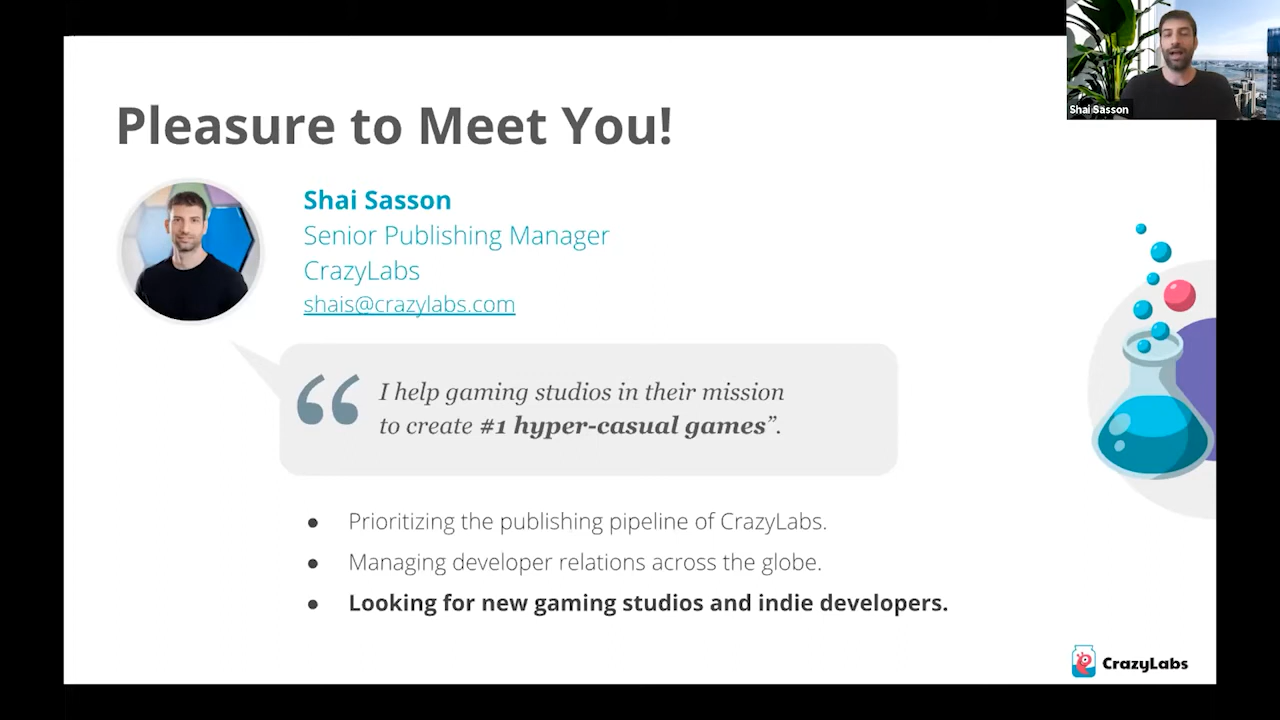 Pleasure to Meet You!
Shai Sasson
Shai Sasson
Senior Publishing Manager
CrazyLabs
shais@crazylabs.com
“ I help gaming studios in their mission
to create #1 hyper-casual games”.
● Prioritizing the publishing pipeline of CrazyLabs.
● Managing developer relations across the globe.
● Looking for new gaming studios and indie developers.
CrazyLabs